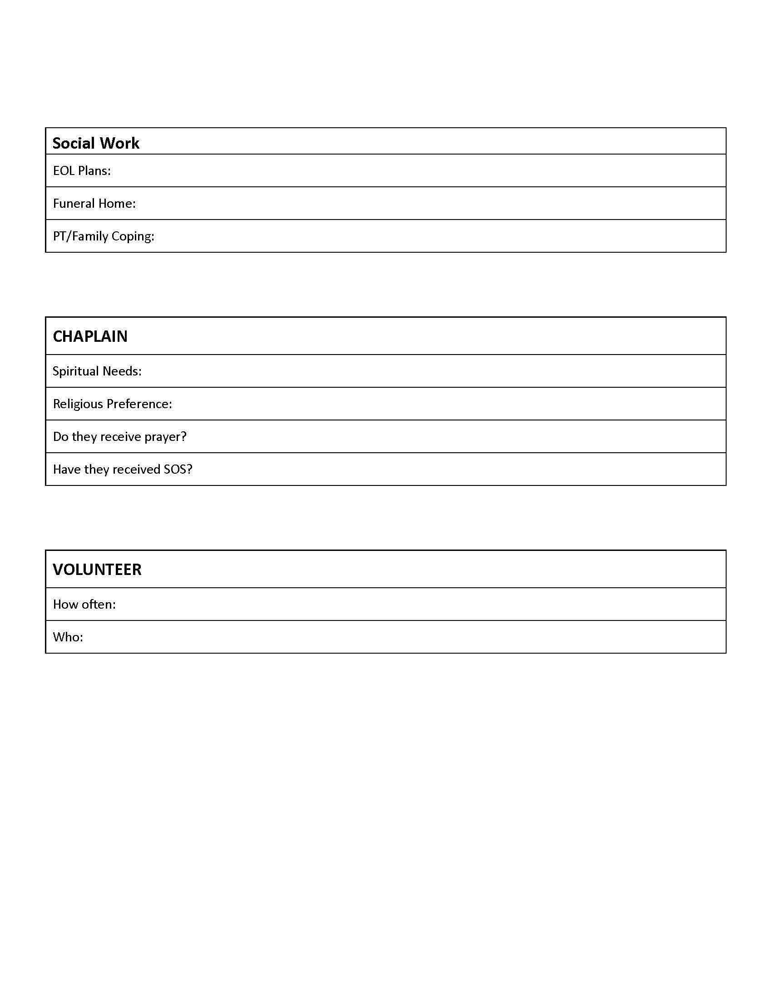 Social Work
EOL Plans:
Funeral Home:
PT/Family Coping:
CHAPLAIN
Spiritual Needs:
Religious Preference:
Do they receive prayer?
Have they received SOS?
VOLUNTEER
How often:
Who: